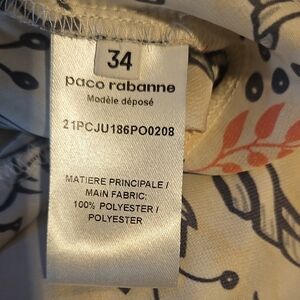 34
paco rabanne
Modèle déposé
21PCJU186PO0208
MATIERE PRINCIPALE /
MAIN FABRIC:
100% POLYESTER /
POLYESTER